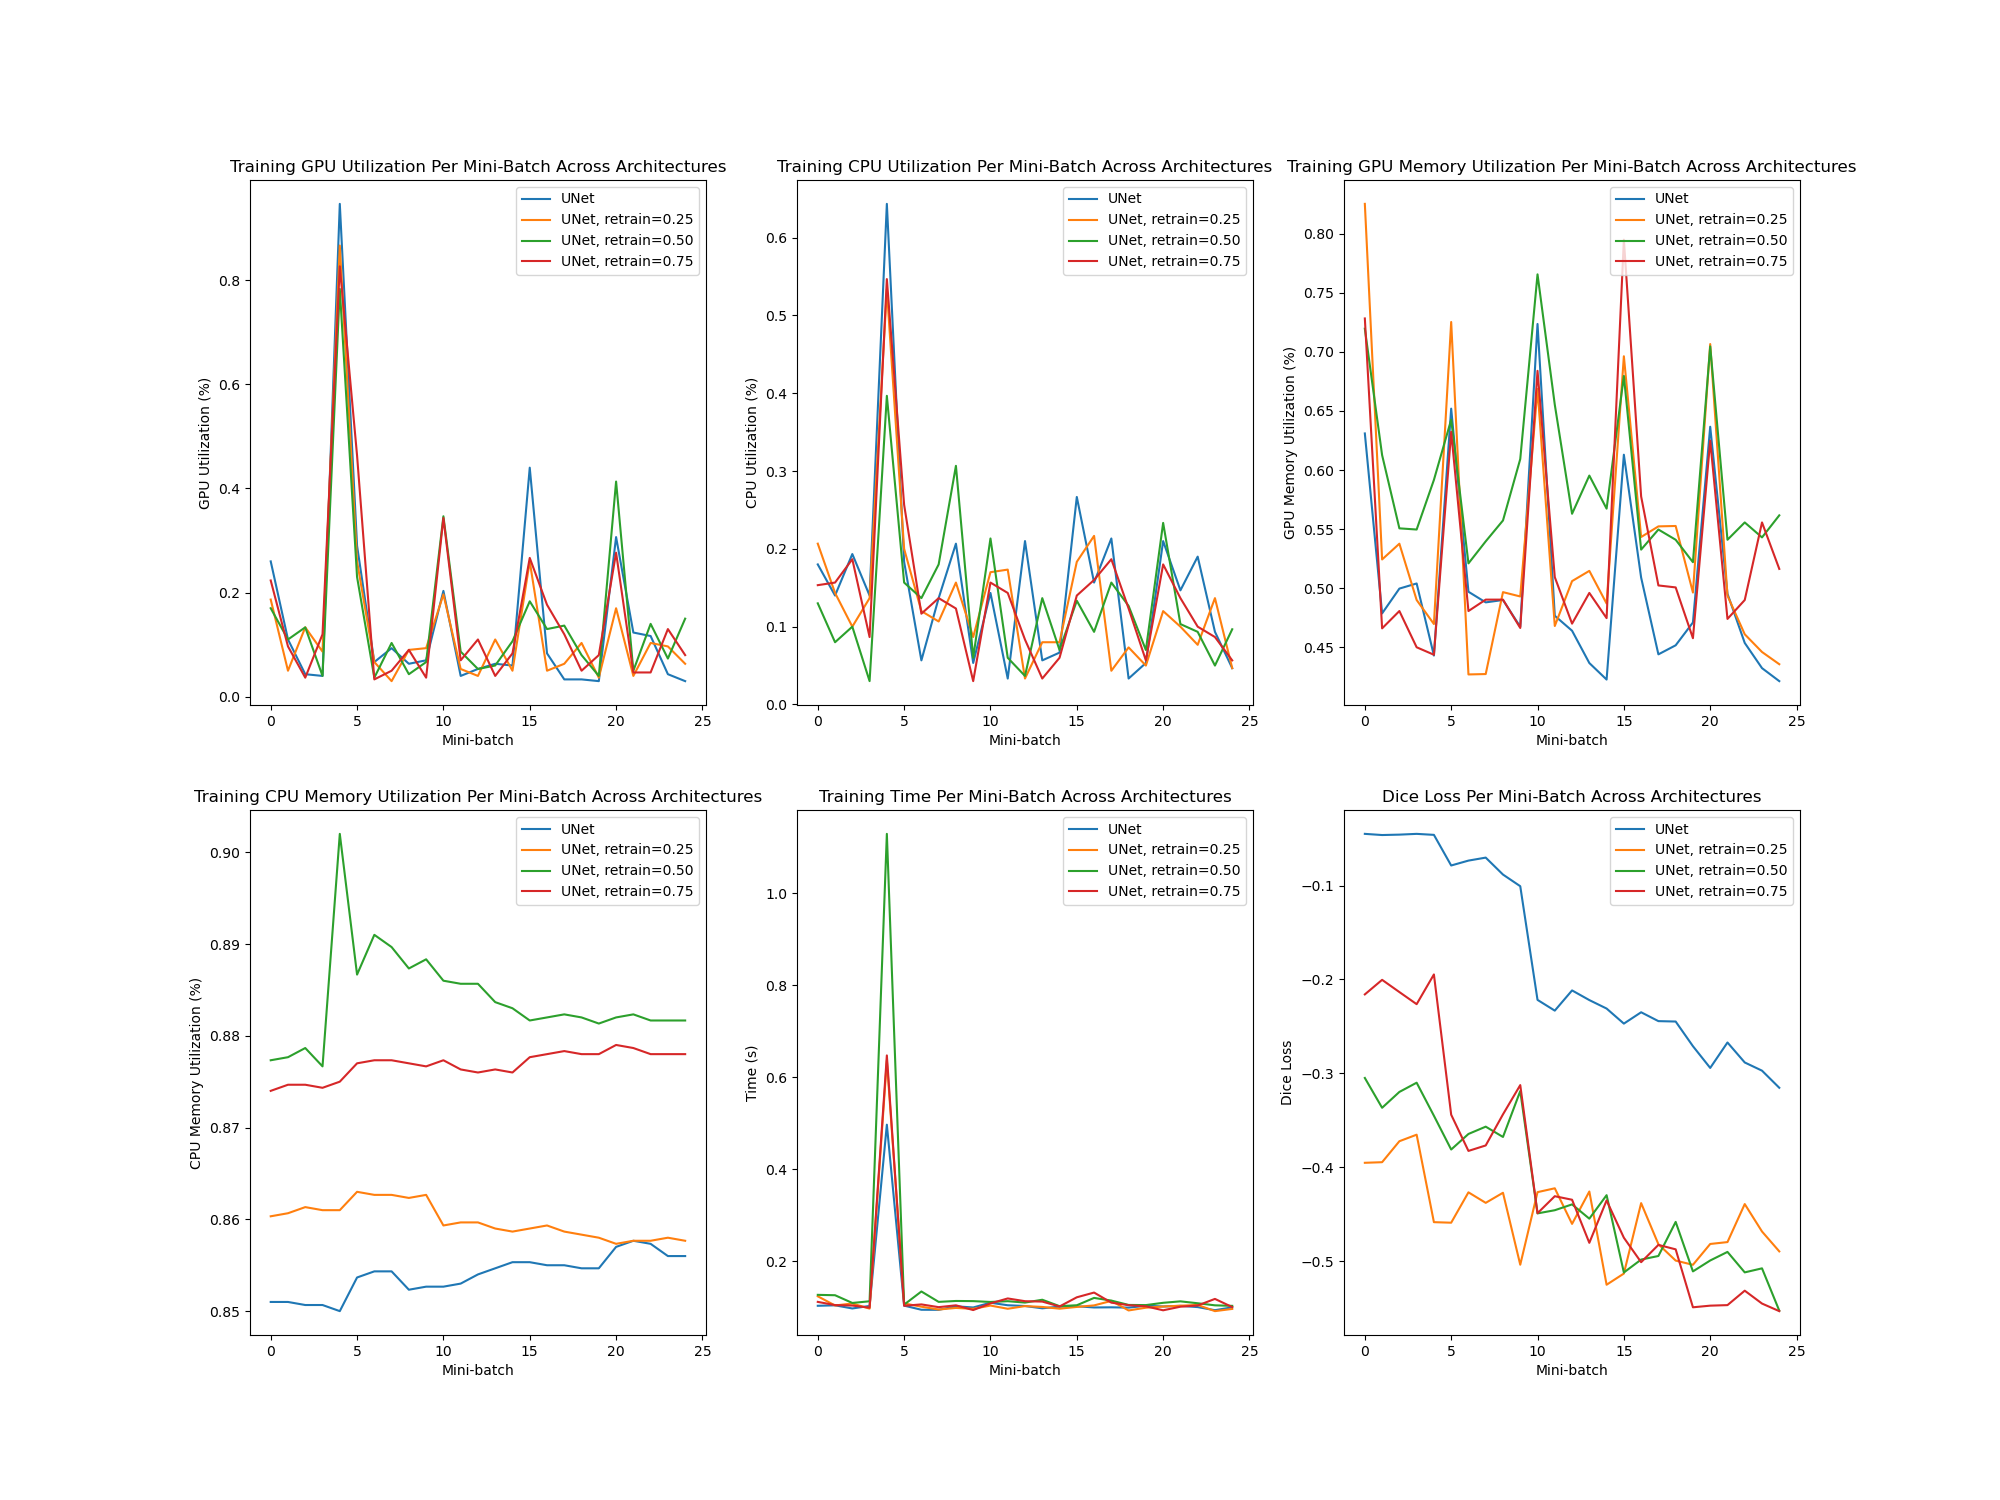 Training GPU Utilization Per Mini-Batch Across Architectures
GPU Utilization (%)
0.8
0.6
0.4
0.2
0.0
UNet
UNet, retrain=0.25
UNet, retrain=0.50
UNet, retrain=0.75
0 5 10 15 20 25
Mini-batch
Training CPU Utilization Per Mini-Batch Across Architectures
CPU Utilization (%)
0.6
0.5
0.4
0.3
0.2
0.1
0.0
UNet
UNet, retrain=0.25
UNet, retrain=0.50
UNet, retrain=0.75
0 5 10 15 20 25
Mini-batch
Training GPU Memory Utilization Per Mini-Batch Across Architectures
GPU Memory Utilization (%)
0.80
0.75
0.70
0.65
0.60
0.55
0.50
0.45
UNet
UNet, retrain=0.25
UNet, retrain=0.50
UNet, retrain=0.75
0 5 10 15 20 25
Mini-batch
Training CPU Memory Utilization Per Mini-Batch Across Architectures
CPU Memory Utilization (%)
0.90
0.89
0.88
0.87
0.86
0.85
UNet
UNet, retrain=0.25
UNet, retrain=0.50
UNet, retrain=0.75
0 5 10 15 20 25
Mini-batch
Training Time Per Mini-Batch Across Architectures
Time (s)
1.0
0.8
0.6
0.4
0.2
UNet
UNet, retrain=0.25
UNet, retrain=0.50
UNet, retrain=0.75
0 5 10 15 20 25
Mini-batch
Dice Loss Per Mini-Batch Across Architectures
Dice Loss
−0.1
−0.2
−0.3
−0.4
−0.5
UNet
UNet, retrain=0.25
UNet, retrain=0.50
UNet, retrain=0.75
0 5 10 15 20 25
Mini-batch